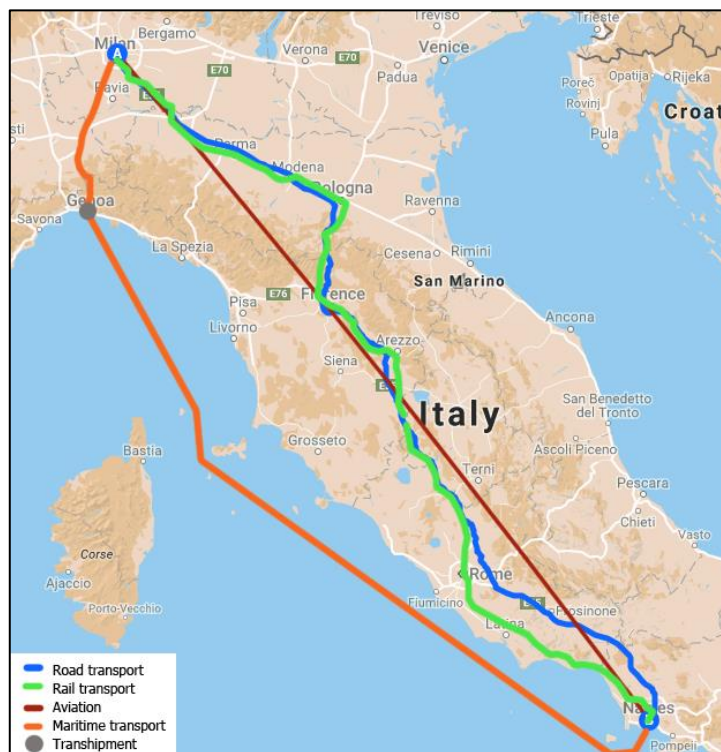 Bergamo
Milan
A
Treviso
Trieste
Verona
E70
E70
Venice
Padua
Pavia
Poreč
Opatija
Rijeka
Rovinj
Croat
Pula
Parma
Modena
Bologna
Ravenna
Genoa
Savona
La Spezia
Cesena
Rimini
San Marino
E76
Florence
Pisa
Livorno
Ancona
Arezzo
Siena
Italy
San Benedetto
del Tronto
Ascoli Piceno
Grosseto
Bastia
Terni
Pescara
Chieti
Vasto
Corse
Ajaccio
Rome
Fiumicino
Frosinone
Porto-Vecchio
Latina
Naples
Pompeii
Road transport
Rail transport
Aviation
Maritime transport
Transhipment